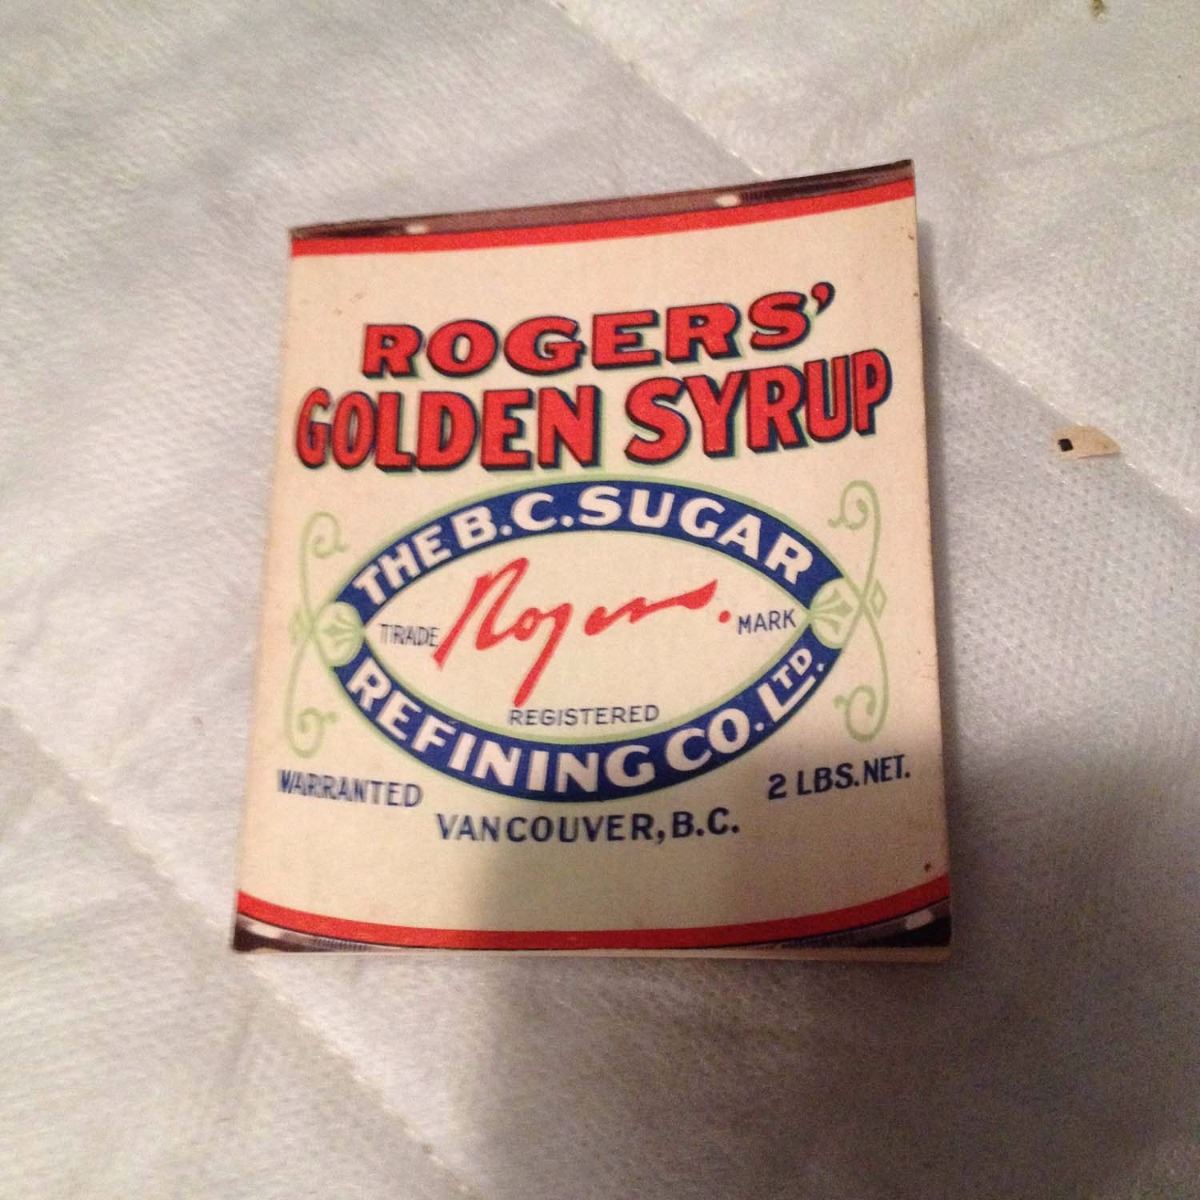 ROGERS'
GOLDEN SYRUP
THE B.C. SUGAR
TRADE Rogers. MARK
REGISTERED
REFINING CO. LTD.
WARRANTED 2 LBS. NET.
VANCOUVER, B.C.